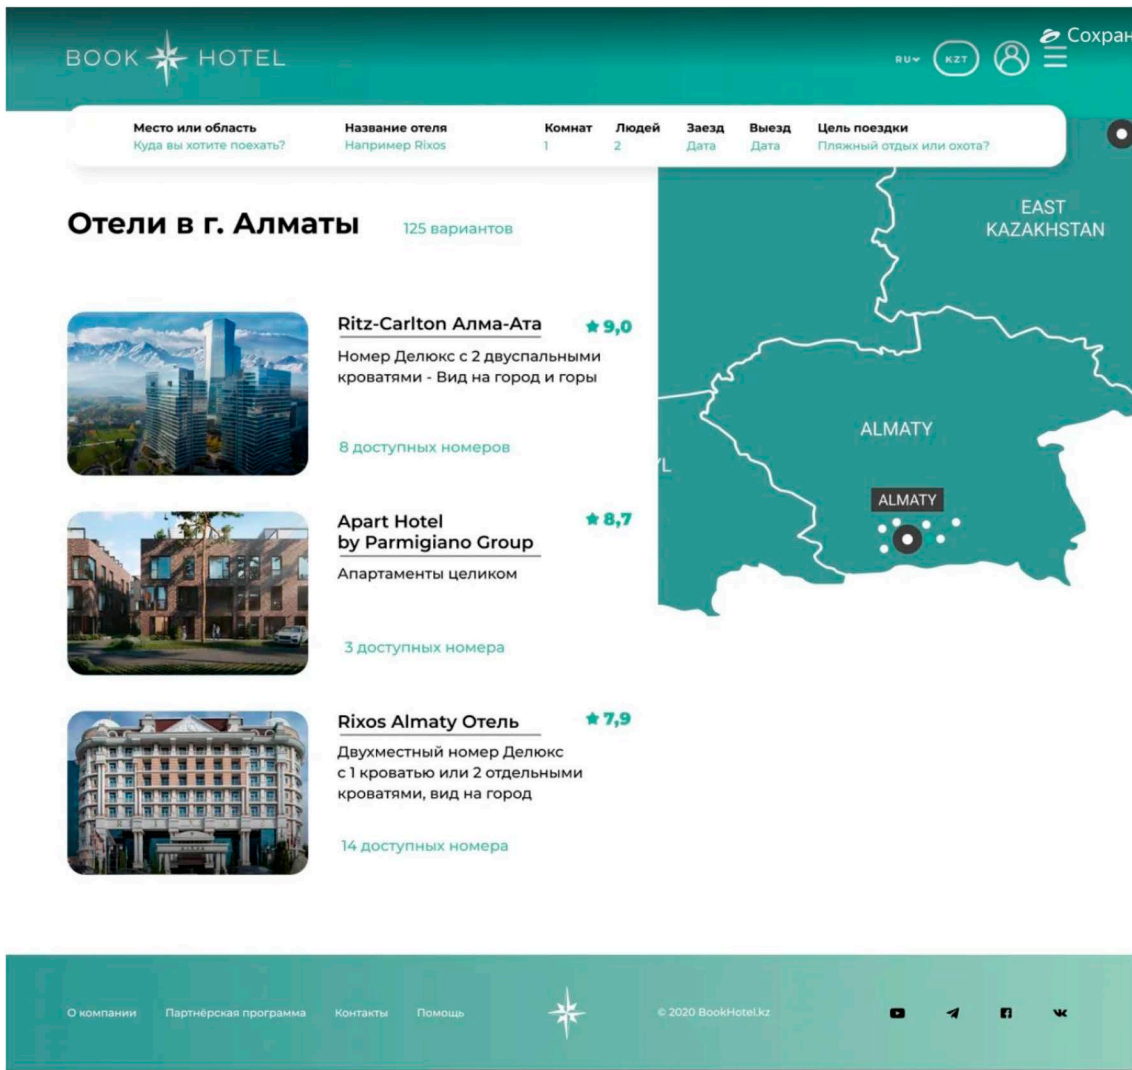 BOOK HOTEL
RU
KZT
Сохран
Место или область
Куда вы хотите поехать?
Название отеля
Например Rixos
Комнат
1
Людей
2
Заезд
Дата
Выезд
Дата
Цель поездки
Пляжный отдых или охота?
Отели в г. Алматы
125 вариантов
Ritz-Carlton Алма-Ата
9,0
Номер Делюкс с 2 двуспальными
кроватями - Вид на город и горы
8 доступных номеров
Apart Hotel
by Parmigiano Group
8,7
Апартаменты целиком
3 доступных номера
Rixos Almaty Отель
7,9
Двухместный номер Делюкс
с 1 кроватью или 2 отдельными
кроватями, вид на город
14 доступных номера
EAST
KAZAKHSTAN
ALMATY
YL
ALMATY
О компании
Партнёрская программа
Контакты
Помощь
© 2020 BookHotel.kz